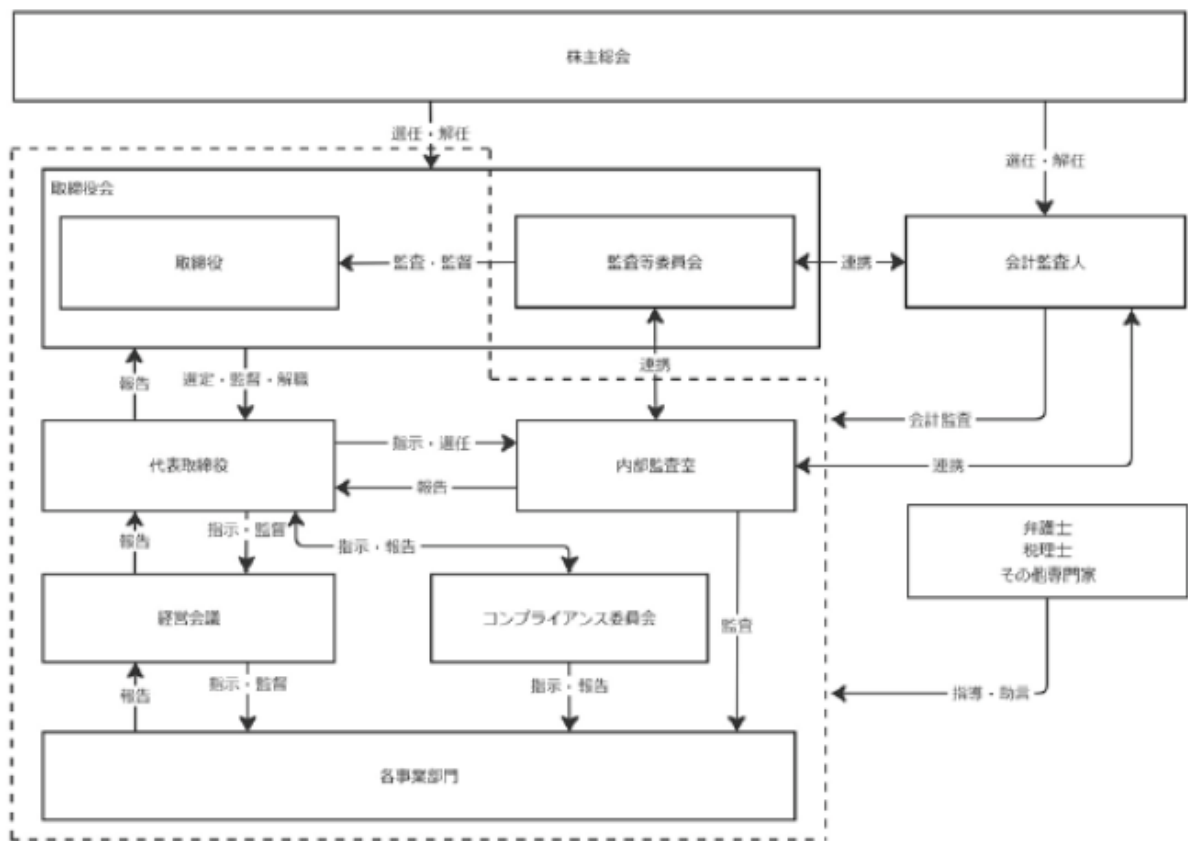 株主総会
選任・解任
選任・解任
取締役会
取締役
監査・監督
監査等委員会
連携
会計監査人
報告
選定・監督・解職
連携
会計監査
代表取締役
指示・選任
報告
内部監査室
連携
報告
指示・監督
指示・報告
弁護士
税理士
その他専門家
経営会議
コンプライアンス委員会
監査
報告
指示・監督
指示・報告
指導・助言
各事業部門